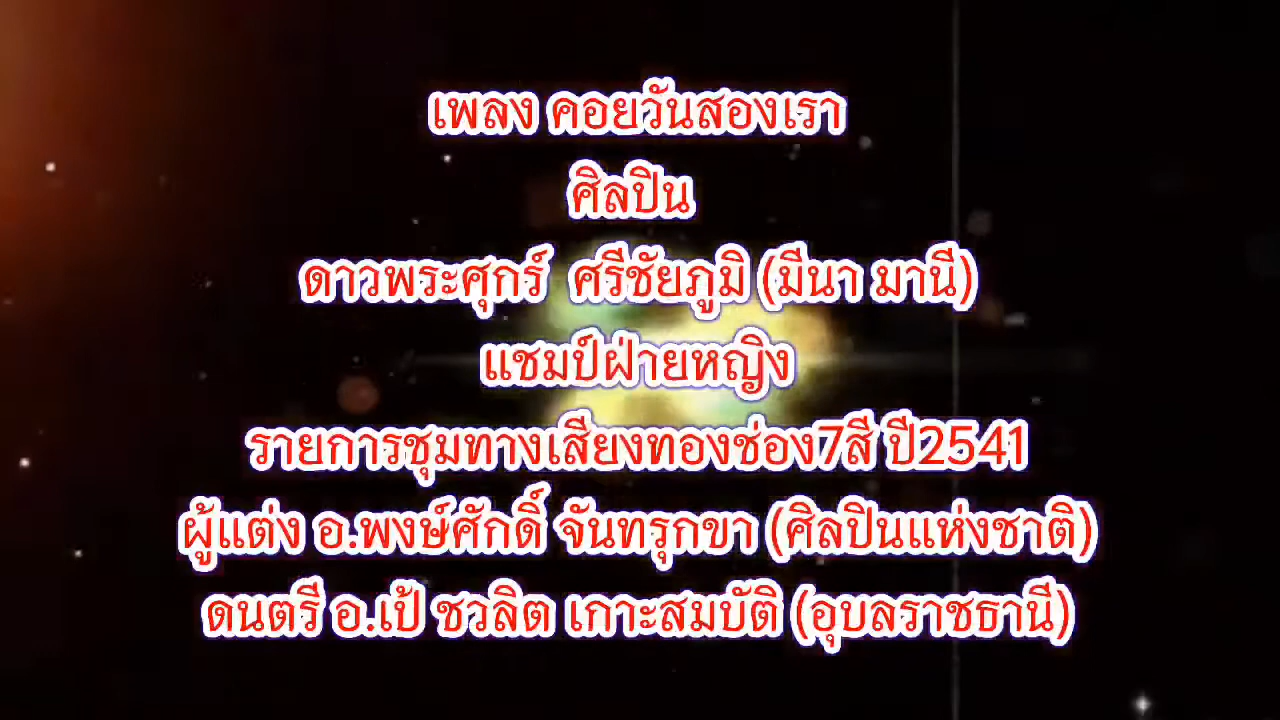 เพลง คอยวันสองเรา
ศิลปิน
ดาวพระศุกร์ ศรีชัยภูมิ (มีนา มานี)
แชมป์ฝ่ายหญิง
รายการชุมทางเสียงทองช่อง7สี ปี2541
ผู้แต่ง อ.พงษ์ศักดิ์ จันทรุกขา (ศิลปินแห่งชาติ)
ดนตรี อ.เป้ ชวลิต เกาะสมบัติ (อุบลราชธานี)